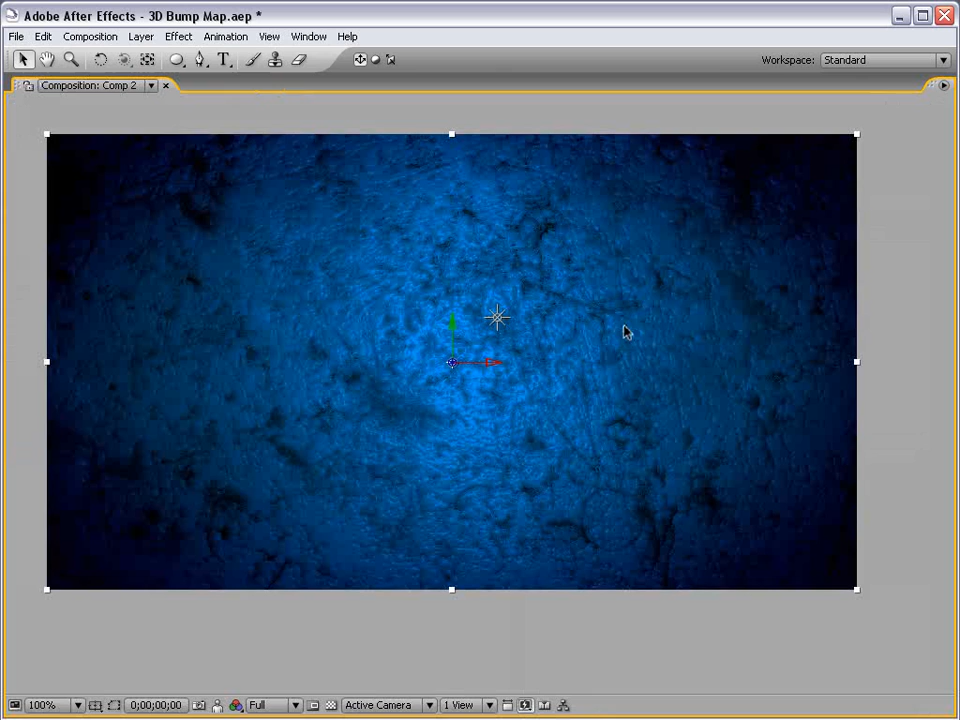 Adobe After Effects - 3D Bump Map.aep *
File Edit Composition Layer Effect Animation View Window Help
T Workspace: Standard
Composition: Comp 2
100% 0;00;00;00 Full Active Camera 1 View